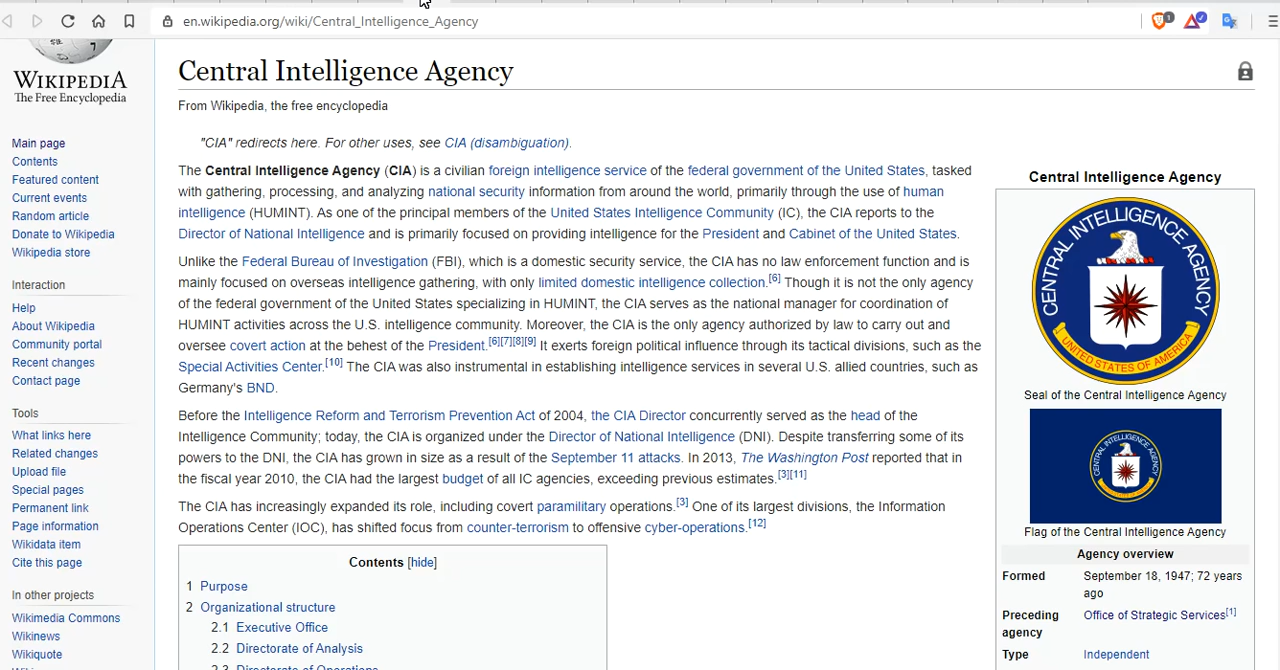 en.wikipedia.org/wiki/Central_Intelligence_Agency
1
WIKIPEDIA
The Free Encyclopedia
Main page
Contents
Featured content
Current events
Random article
Donate to Wikipedia
Wikipedia store
Interaction
Help
About Wikipedia
Community portal
Recent changes
Contact page
Tools
What links here
Related changes
Upload file
Special pages
Permanent link
Page information
Wikidata item
Cite this page
In other projects
Wikimedia Commons
Wikinews
Wikiquote
Central Intelligence Agency
From Wikipedia, the free encyclopedia
"CIA" redirects here. For other uses, see CIA (disambiguation).
The Central Intelligence Agency (CIA) is a civilian foreign intelligence service of the federal government of the United States, tasked
with gathering, processing, and analyzing national security information from around the world, primarily through the use of human
intelligence (HUMINT). As one of the principal members of the United States Intelligence Community (IC), the CIA reports to the
Director of National Intelligence and is primarily focused on providing intelligence for the President and Cabinet of the United States.
Unlike the Federal Bureau of Investigation (FBI), which is a domestic security service, the CIA has no law enforcement function and is
mainly focused on overseas intelligence gathering, with only limited domestic intelligence collection.[6] Though it is not the only agency
of the federal government of the United States specializing in HUMINT, the CIA serves as the national manager for coordination of
HUMINT activities across the U.S. intelligence community. Moreover, the CIA is the only agency authorized by law to carry out and
oversee covert action at the behest of the President.[6][7][8][9] It exerts foreign political influence through its tactical divisions, such as the
Special Activities Center.[10] The CIA was also instrumental in establishing intelligence services in several U.S. allied countries, such as
Germany's BND.
Before the Intelligence Reform and Terrorism Prevention Act of 2004, the CIA Director concurrently served as the head of the
Intelligence Community; today, the CIA is organized under the Director of National Intelligence (DNI). Despite transferring some of its
powers to the DNI, the CIA has grown in size as a result of the September 11 attacks. In 2013, The Washington Post reported that in
the fiscal year 2010, the CIA had the largest budget of all IC agencies, exceeding previous estimates.[3][11]
The CIA has increasingly expanded its role, including covert paramilitary operations.[3] One of its largest divisions, the Information
Operations Center (IOC), has shifted focus from counter-terrorism to offensive cyber-operations.[12]
Contents [hide]
1 Purpose
2 Organizational structure
2.1 Executive Office
2.2 Directorate of Analysis
2.3 Directorate of Operations
Central Intelligence Agency
CENTRAL INTELLIGENCE AGENCY
UNITED STATES OF AMERICA
Seal of the Central Intelligence Agency
CENTRAL INTELLIGENCE AGENCY
Flag of the Central Intelligence Agency
Agency overview
Formed September 18, 1947; 72 years
ago
Preceding Office of Strategic Services[1]
agency
Type Independent